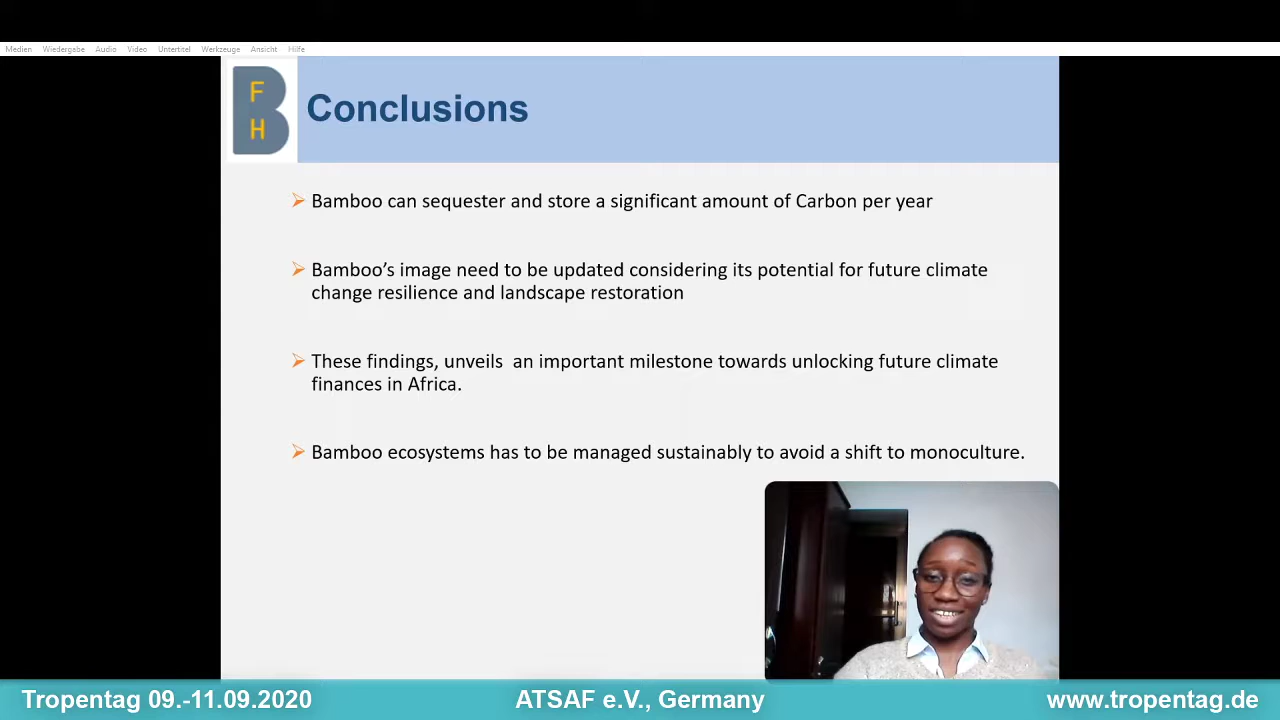 Medien Wiedergabe Audio Video Untertitel Werkzeuge Ansicht Hilfe
F
H
Conclusions
Bamboo can sequester and store a significant amount of Carbon per year
Bamboo’s image need to be updated considering its potential for future climate
change resilience and landscape restoration
These findings, unveils  an important milestone towards unlocking future climate
finances in Africa.
Bamboo ecosystems has to be managed sustainably to avoid a shift to monoculture.
Tropentag 09.-11.09.2020 ATSAF e.V., Germany www.tropentag.de